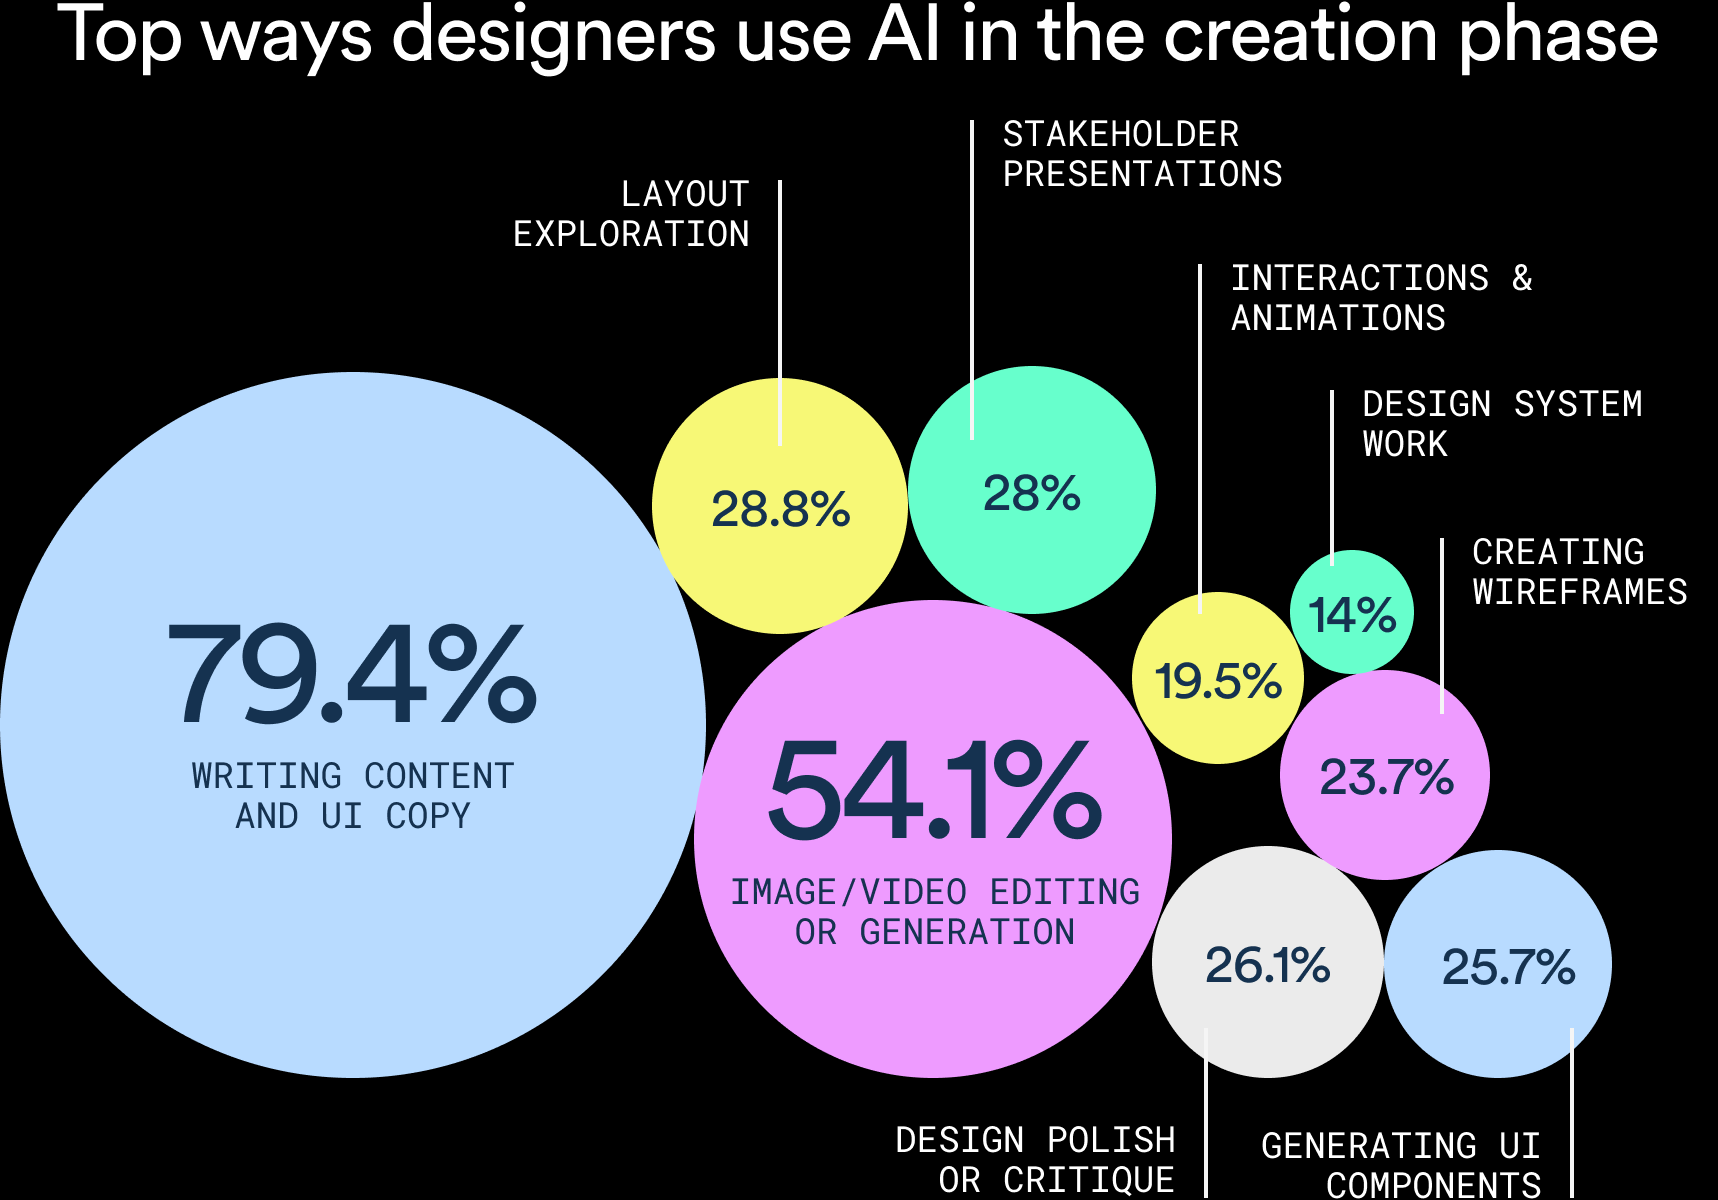 Top ways designers use AI in the creation phase
STAKEHOLDER
PRESENTATIONS
LAYOUT
EXPLORATION
INTERACTIONS &
ANIMATIONS
DESIGN SYSTEM
WORK
CREATING
WIREFRAMES
28.8%
28%
14%
19.5%
79.4%
WRITING CONTENT
AND UI COPY
54.1%
IMAGE/VIDEO EDITING
OR GENERATION
23.7%
26.1%
25.7%
DESIGN POLISH
OR CRITIQUE
GENERATING UI
COMPONENTS